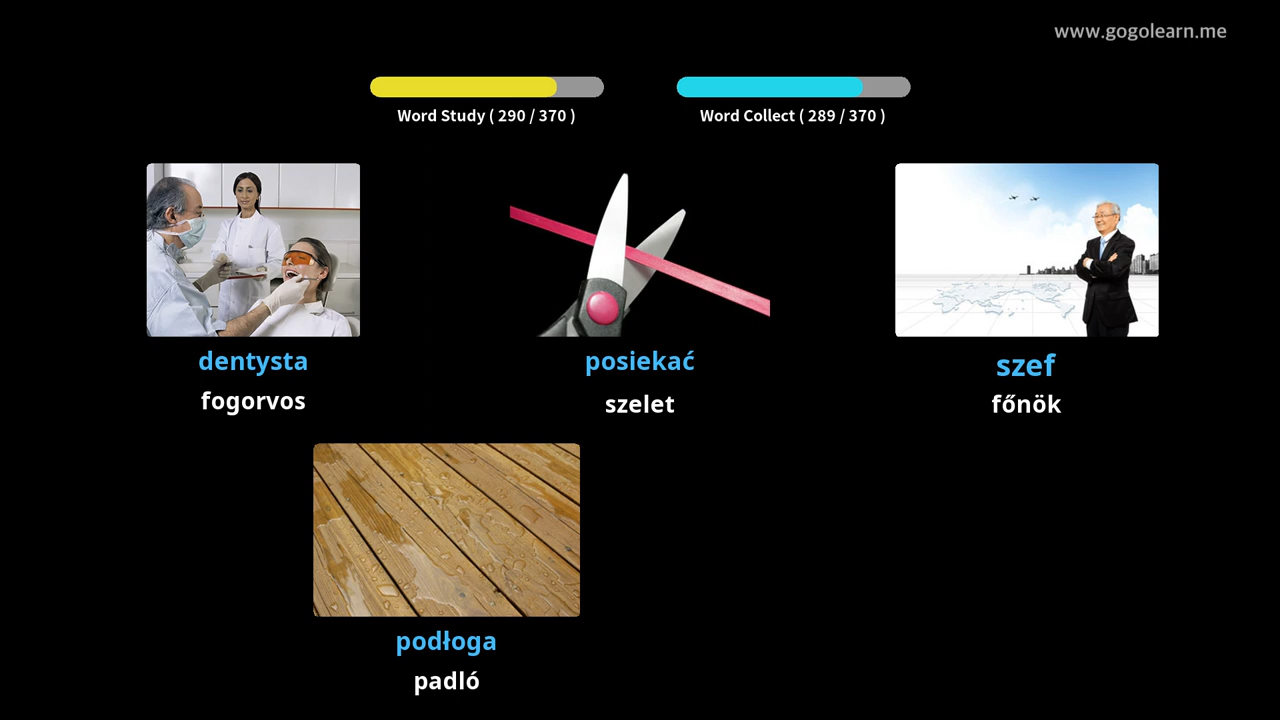 www.gogolearn.me
Word Study ( 290 / 370 )
Word Collect ( 289 / 370 )
dentysta
fogorvos
posiekać
szelet
szef
főnök
podłoga
padló